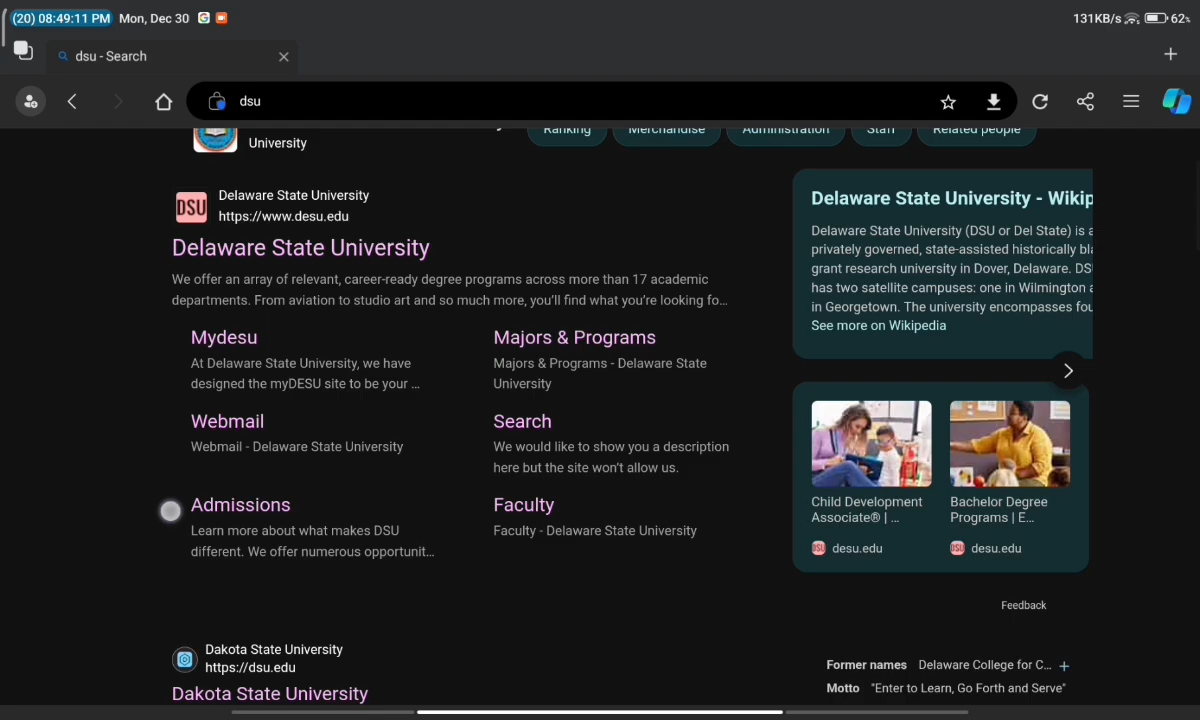 (20) 08:49:11 PM Mon, Dec 30
131KB/s 62%
dsu - Search
dsu
University
Ranking Merchandise Administration Staff Related people
DSU Delaware State University
https://www.desu.edu
Delaware State University
We offer an array of relevant, career-ready degree programs across more than 17 academic
departments. From aviation to studio art and so much more, you'll find what you're looking fo...
Mydesu
At Delaware State University, we have
designed the myDESU site to be your ...
Majors & Programs
Majors & Programs - Delaware State
University
Webmail
Webmail - Delaware State University
Search
We would like to show you a description
here but the site won't allow us.
Admissions
Learn more about what makes DSU
different. We offer numerous opportunit...
Faculty
Faculty - Delaware State University
Dakota State University
https://dsu.edu
Dakota State University
Delaware State University - Wikip
Delaware State University (DSU or Del State) is a
privately governed, state-assisted historically bla
grant research university in Dover, Delaware. DS
has two satellite campuses: one in Wilmington a
in Georgetown. The university encompasses fou
See more on Wikipedia
Child Development
Associate® | ...
DSU desu.edu
Bachelor Degree
Programs | E...
DSU desu.edu
Feedback
Former names Delaware College for C... +
Motto "Enter to Learn, Go Forth and Serve"